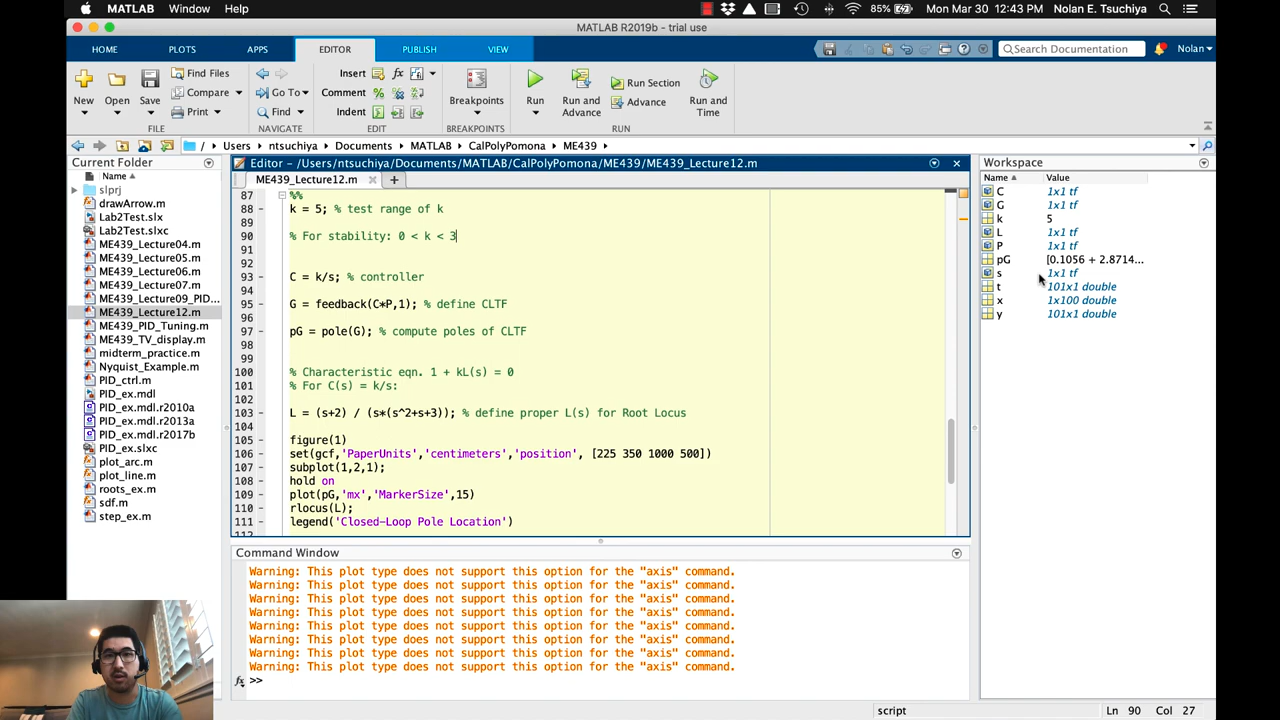 MATLAB Window Help 85% Mon Mar 30 12:43 PM Nolan E. Tsuchiya
MATLAB R2019b - trial use
HOME PLOTS APPS EDITOR PUBLISH VIEW Search Documentation Nolan
New Open Save Find Files Compare Print
FILE
Go To Find
NAVIGATE
Insert fx
Comment
Indent
EDIT
Breakpoints
BREAKPOINTS
Run Run and Advance Run Section Advance Run and Time
RUN
/ Users ntsuchiya Documents MATLAB CalPolyPomona ME439
Current Folder
Name
slprj
drawArrow.m
Lab2Test.slx
Lab2Test.slxc
ME439_Lecture04.m
ME439_Lecture05.m
ME439_Lecture06.m
ME439_Lecture07.m
ME439_Lecture09_PID...
ME439_Lecture12.m
ME439_PID_Tuning.m
ME439_TV_display.m
midterm_practice.m
Nyquist_Example.m
PID_ctrl.m
PID_ex.mdl
PID_ex.mdl.r2010a
PID_ex.mdl.r2013a
PID_ex.mdl.r2017b
PID_ex.slxc
plot_arc.m
plot_line.m
roots_ex.m
sdf.m
step_ex.m
Editor - /Users/ntsuchiya/Documents/MATLAB/CalPolyPomona/ME439/ME439_Lecture12.m
ME439_Lecture12.m
87 %%
88 - k = 5; % test range of k
89
90 % For stability: 0 < k < 3
91
92
93 - C = k/s; % controller
94
95 - G = feedback(C*P,1); % define CLTF
96
97 - pG = pole(G); % compute poles of CLTF
98
99
100 % Characteristic eqn. 1 + kL(s) = 0
101 % For C(s) = k/s:
102
103 - L = (s+2) / (s*(s^2+s+3)); % define proper L(s) for Root Locus
104
105 - figure(1)
106 - set(gcf,'PaperUnits','centimeters','position', [225 350 1000 500])
107 - subplot(1,2,1);
108 - hold on
109 - plot(pG,'mx','MarkerSize',15)
110 - rlocus(L);
111 - legend('Closed-Loop Pole Location')
112
Command Window
Warning: This plot type does not support this option for the "axis" command.
Warning: This plot type does not support this option for the "axis" command.
Warning: This plot type does not support this option for the "axis" command.
Warning: This plot type does not support this option for the "axis" command.
Warning: This plot type does not support this option for the "axis" command.
Warning: This plot type does not support this option for the "axis" command.
Warning: This plot type does not support this option for the "axis" command.
Warning: This plot type does not support this option for the "axis" command.
fx >>
Workspace
Name Value
C 1x1 tf
G 1x1 tf
k 5
L 1x1 tf
P 1x1 tf
pG [0.1056 + 2.8714...
s 1x1 tf
t 101x1 double
x 1x100 double
y 101x1 double
script Ln 90 Col 27